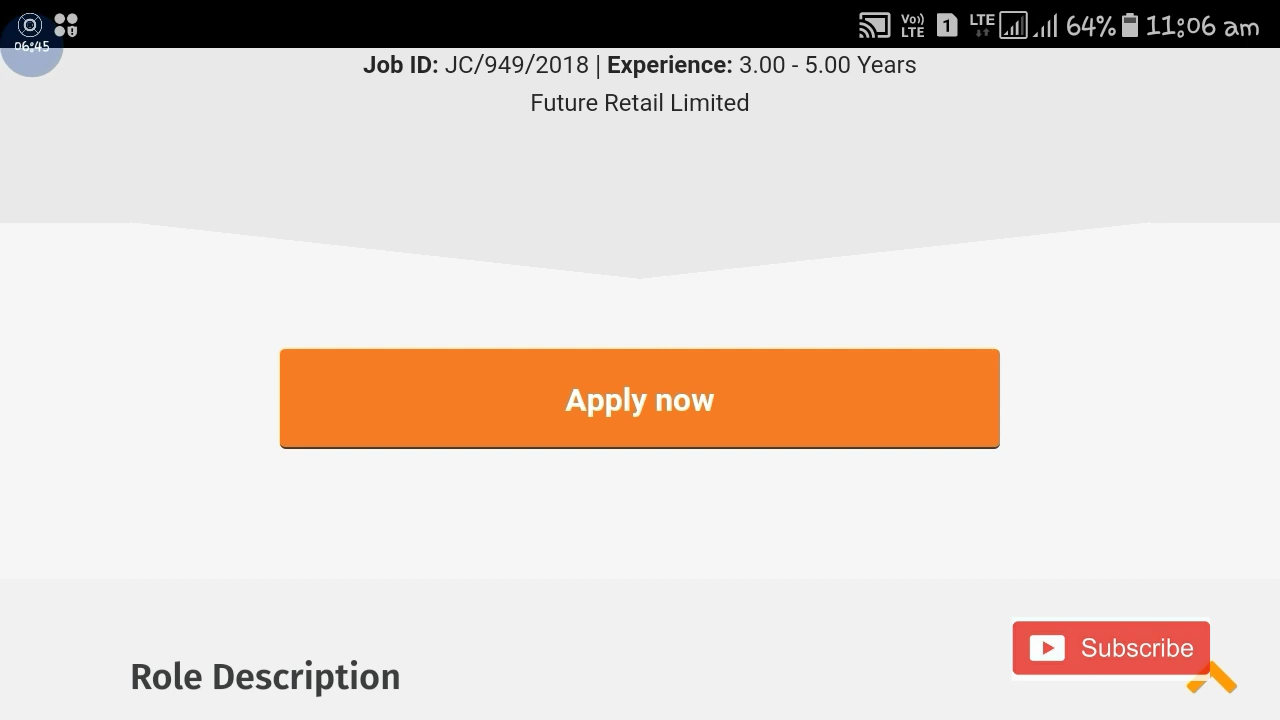 06:45
Vo))
LTE
1
LTE
64%
11:06 am
Job ID: JC/949/2018 | Experience: 3.00 - 5.00 Years
Future Retail Limited
Apply now
Subscribe
Role Description